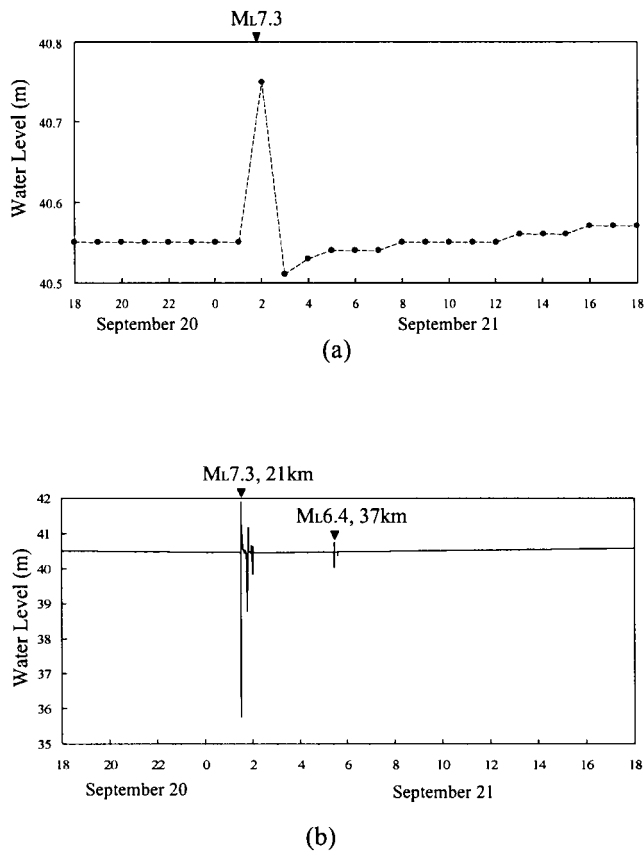 ML7.3
40.8
40.7
40.6
40.5
Water Level (m)
18 20 22 0 2 4 6 8 10 12 14 16 18
September 20 September 21
(a)
ML7.3, 21km
ML6.4, 37km
42
41
40
39
38
37
36
35
Water Level (m)
18 20 22 0 2 4 6 8 10 12 14 16 18
September 20 September 21
(b)